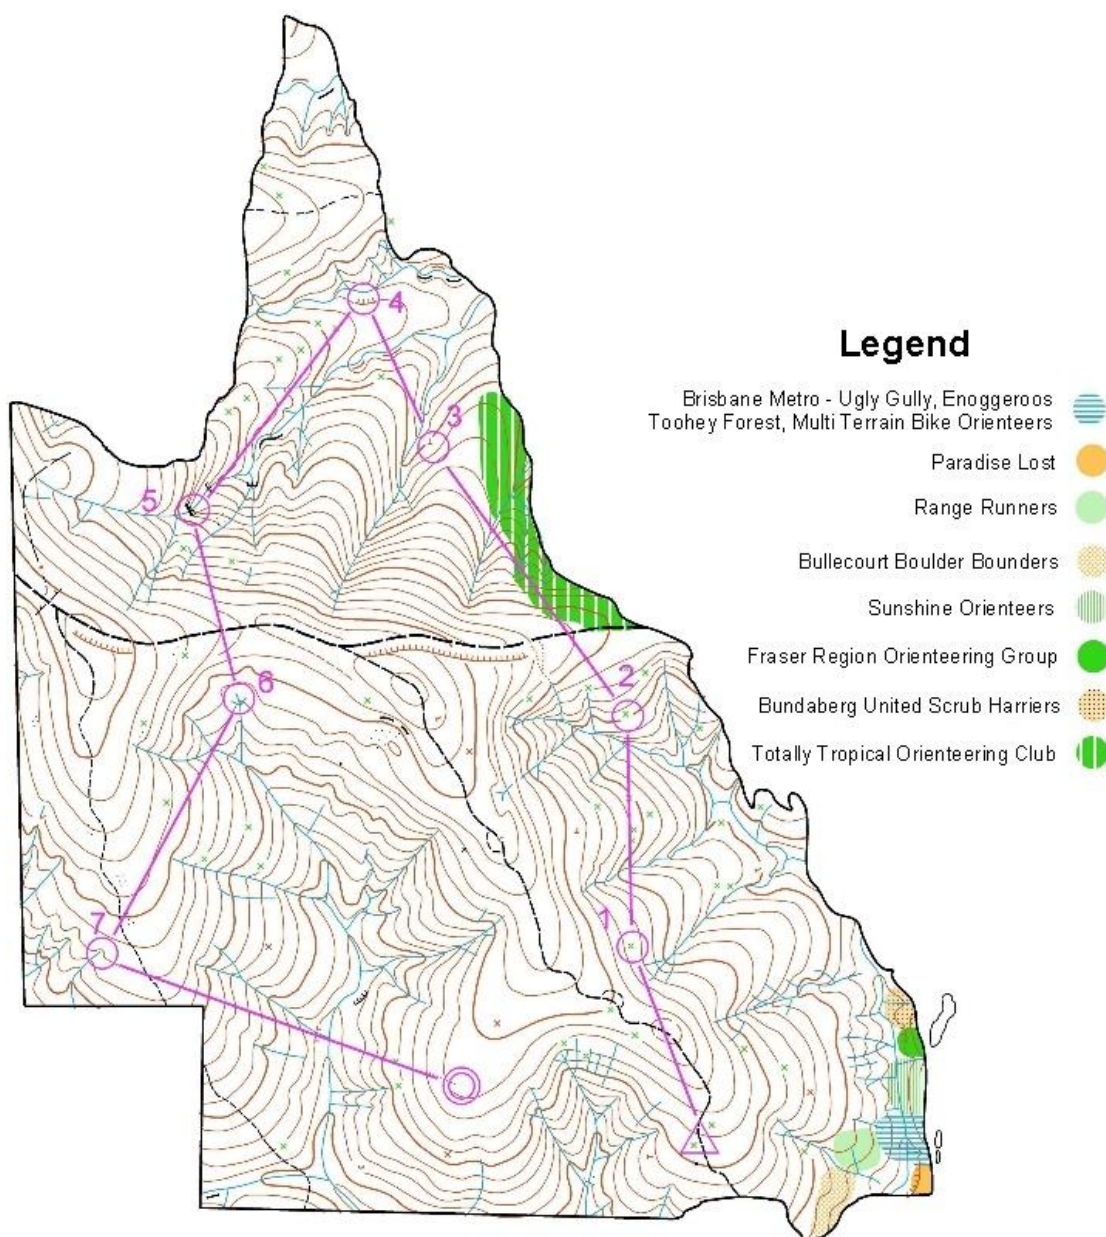 4
3
5
2
6
1
7
Legend
Brisbane Metro - Ugly Gully, Enoggeroos
Toohey Forest, Multi Terrain Bike Orienteers
Paradise Lost
Range Runners
Bullecourt Boulder Bounders
Sunshine Orienteers
Fraser Region Orienteering Group
Bundaberg United Scrub Harriers
Totally Tropical Orienteering Club